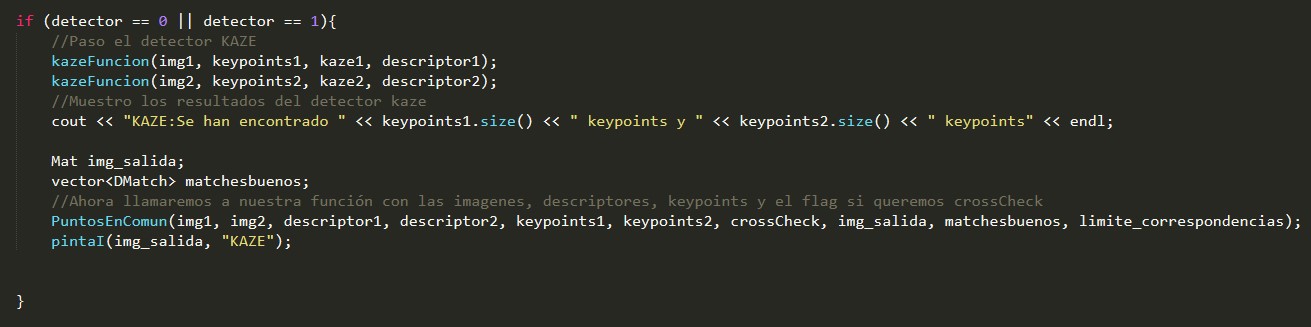 if (detector == 0 || detector == 1){
//Paso el detector KAZE
kazeFuncion(img1, keypoints1, kaze1, descriptor1);
kazeFuncion(img2, keypoints2, kaze2, descriptor2);
//Muestro los resultados del detector kaze
cout << "KAZE:Se han encontrado " << keypoints1.size() << " keypoints y " << keypoints2.size() << " keypoints" << endl;
Mat img_salida;
vector<DMatch> matchesbuenos;
//Ahora llamaremos a nuestra función con las imagenes, descriptores, keypoints y el flag si queremos crossCheck
PuntosEnComun(img1, img2, descriptor1, descriptor2, keypoints1, keypoints2, crossCheck, img_salida, matchesbuenos, limite_correspondencias);
pintaI(img_salida, "KAZE");
}